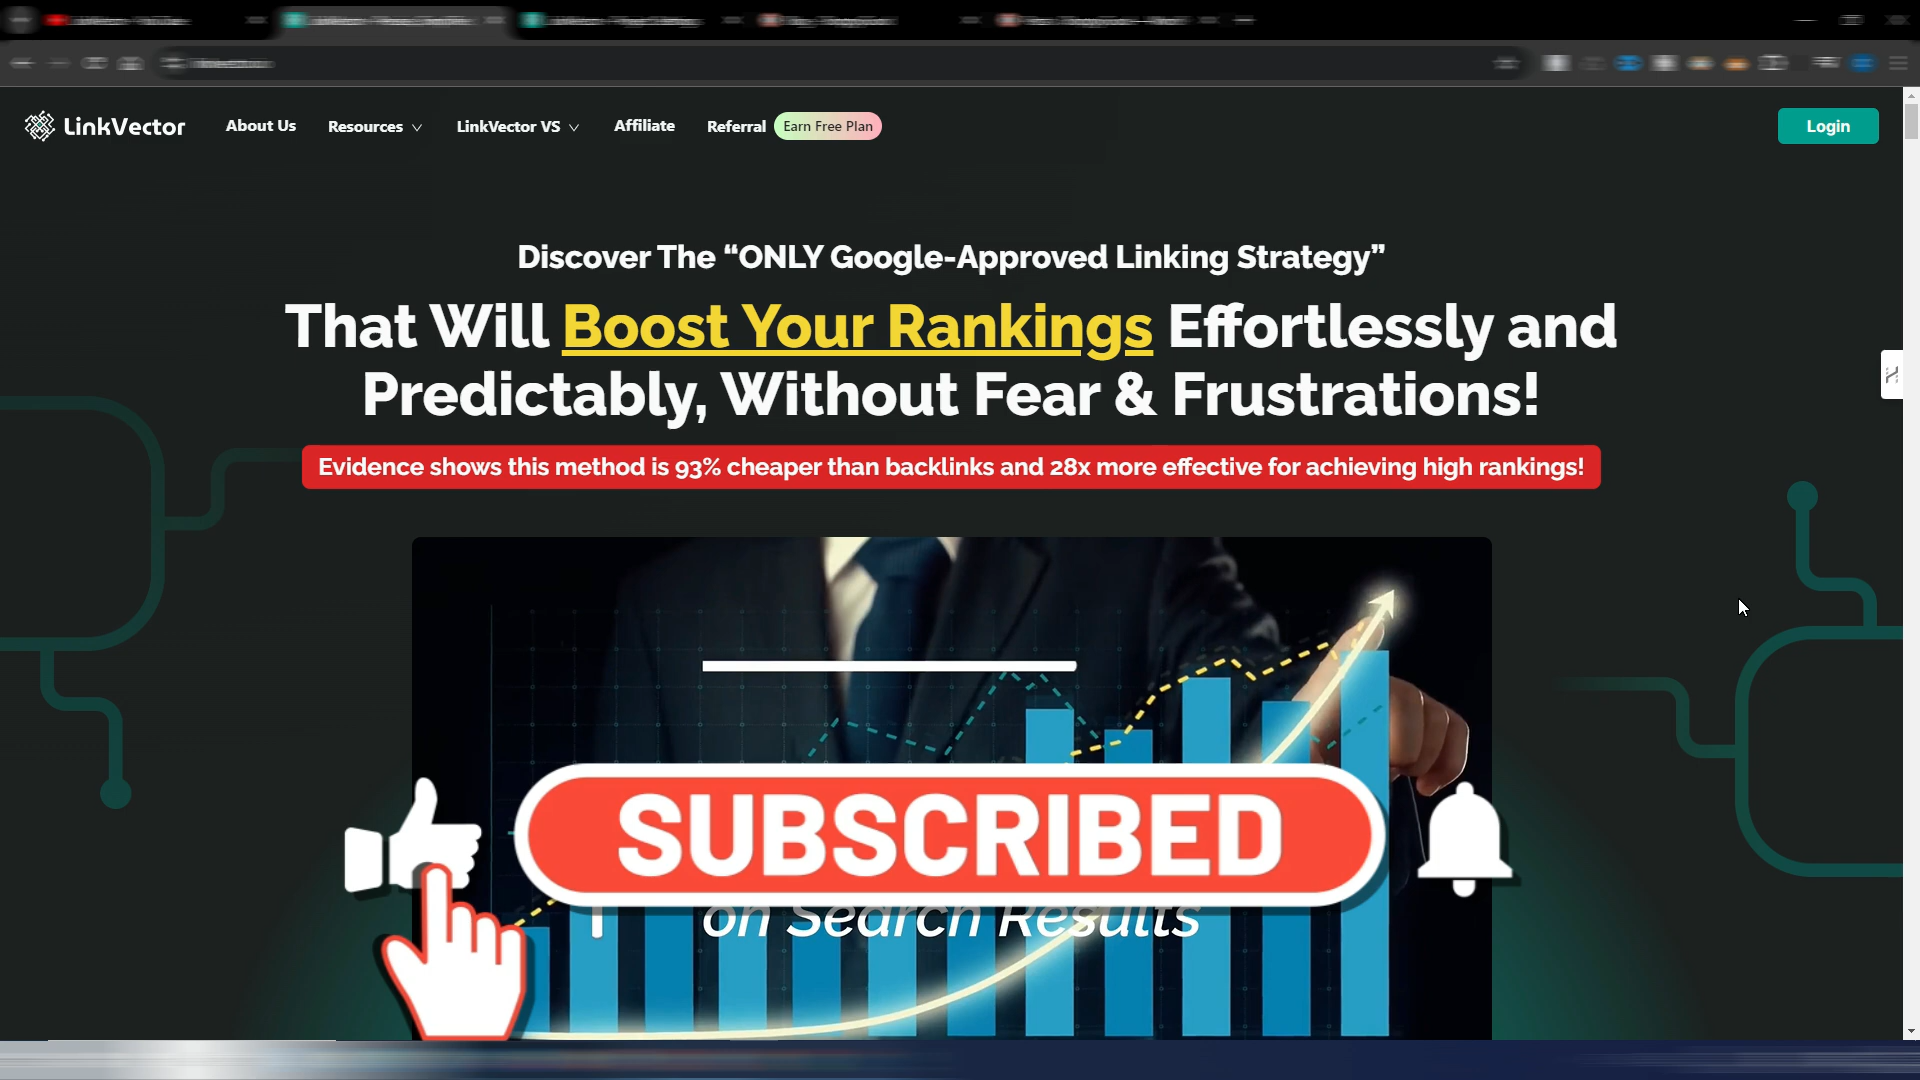 LinkVector
About Us
Resources
LinkVector VS
Affiliate
Referral
Earn Free Plan
Login
Discover The “ONLY Google-Approved Linking Strategy”
That Will Boost Your Rankings Effortlessly and
Predictably, Without Fear & Frustrations!
Evidence shows this method is 93% cheaper than backlinks and 28x more effective for achieving high rankings!
SUBSCRIBED
on Search Results